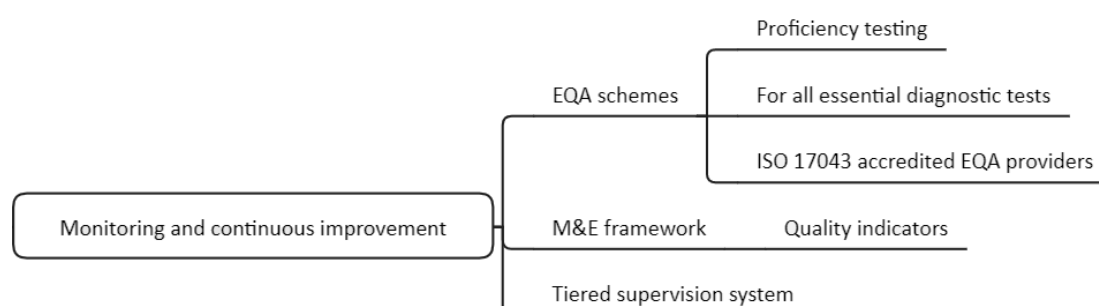 Proficiency testing
EQA schemes
For all essential diagnostic tests
ISO 17043 accredited EQA providers
Monitoring and continuous improvement
M&E framework
Quality indicators
Tiered supervision system